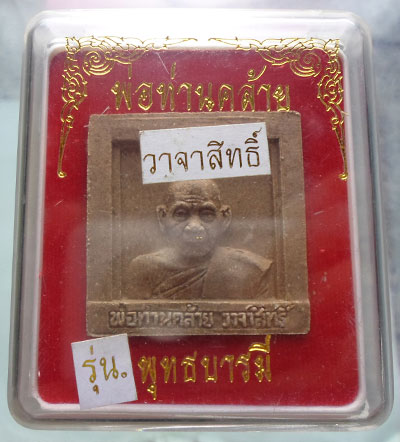 พ่อท่านคล้าย
วาจาสิทธิ์
พ่อท่านคล้าย วาจาสิทธิ์
รุ่น. พุทธบารมี